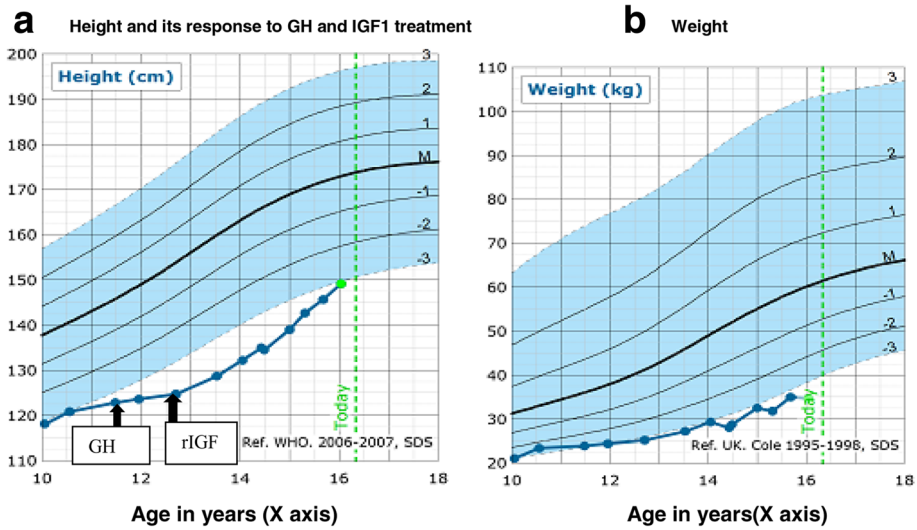 a Height and its response to GH and IGF1 treatment
Height (cm)
200
190
180
170
160
150
140
130
120
110
3
2
1
M
-1
-2
-3
Today
GH
rIGF
Ref. WHO. 2006-2007, SDS
10 12 14 16 18
Age in years (X axis)
b Weight
Weight (kg)
110
100
90
80
70
60
50
40
30
20
3
2
1
M
-1
-2
-3
Today
Ref. UK. Cole 1995-1998, SDS
10 12 14 16 18
Age in years(X axis)